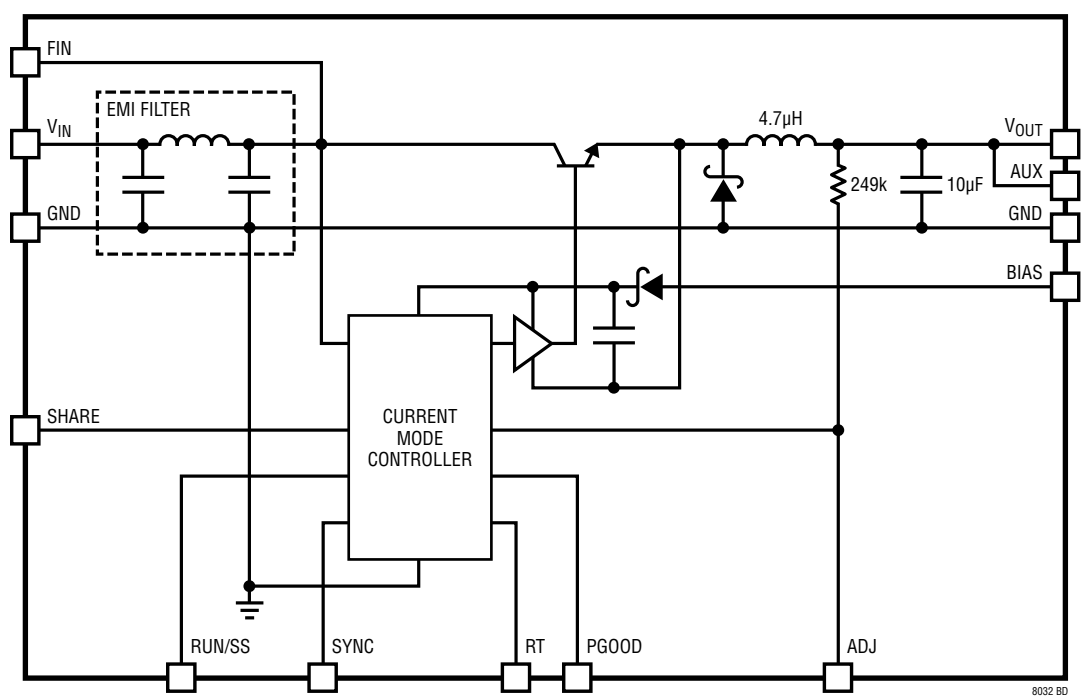 FIN
EMI FILTER
VIN
4.7µH
VOUT
AUX
249k
10µF
GND
GND
BIAS
SHARE
CURRENT
MODE
CONTROLLER
RUN/SS
SYNC
RT
PGOOD
ADJ
8032 BD